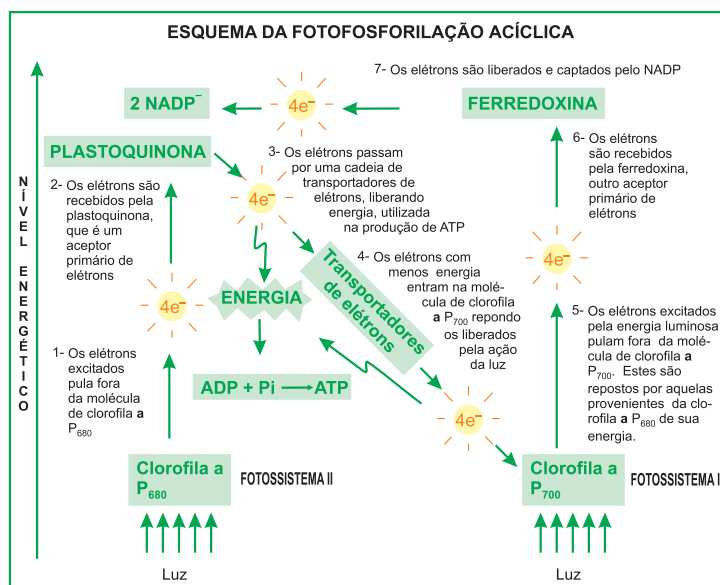 ESQUEMA DA FOTOFOSFORILAÇÃO ACÍCLICA
NÍVEL ENERGÉTICO
7- Os elétrons são liberados e captados pelo NADP
2 NADP⁻
4e⁻
FERREDOXINA
PLASTOQUINONA
3- Os elétrons passam
por uma cadeia de
transportadores de
elétrons, liberando
energia, utilizada
na produção de ATP
4e⁻
6- Os elétrons
são recebidos
pela ferredoxina,
outro aceptor
primário de
elétrons
2- Os elétrons são
recebidos pela
plastoquinona,
que é um
aceptor
primário de
elétrons
4e⁻
4e⁻
4- Os elétrons com
menos energia
entram na molé-
cula de clorofila
a P₇₀₀ repondo
os liberados
pela ação
da luz
ENERGIA
Transportadores
de elétrons
5- Os elétrons excitados
pela energia luminosa
pulam fora da molé-
cula de clorofila a
P₇₀₀. Estes são
repostos por aquelas
provenientes da clo-
rofila a P₆₈₀ de sua
energia.
1- Os elétrons
excitados
pula fora
da molécula
de clorofila a
P₆₈₀
ADP + Pi ⟶ ATP
4e⁻
Clorofila a
P₆₈₀
FOTOSSISTEMA II
Clorofila a
P₇₀₀
FOTOSSISTEMA I
Luz
Luz